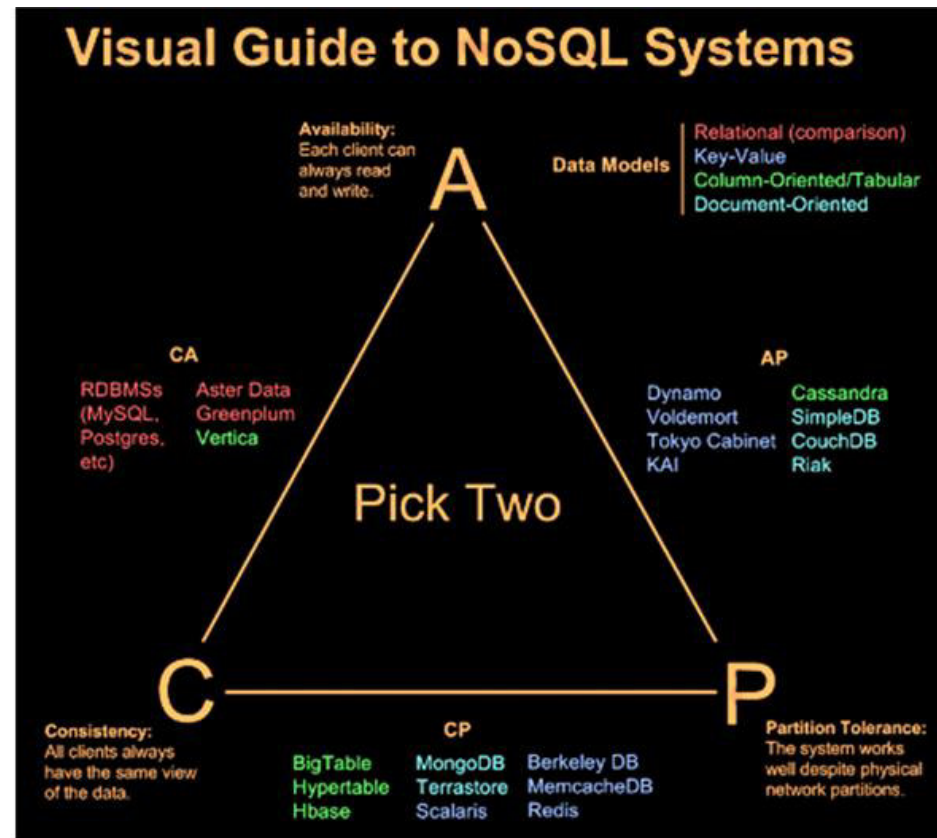 Visual Guide to NoSQL Systems
Availability:
Each client can
always read
and write.
A
Data Models
Relational (comparison)
Key-Value
Column-Oriented/Tabular
Document-Oriented
CA
RDBMSs
(MySQL,
Postgres,
etc)
Aster Data
Greenplum
Vertica
AP
Dynamo
Voldemort
Tokyo Cabinet
KAI
Cassandra
SimpleDB
CouchDB
Riak
Pick Two
C
P
Consistency:
All clients always
have the same view
of the data.
CP
BigTable
Hypertable
Hbase
MongoDB
Terrastore
Scalaris
Berkeley DB
MemcacheDB
Redis
Partition Tolerance:
The system works
well despite physical
network partitions.